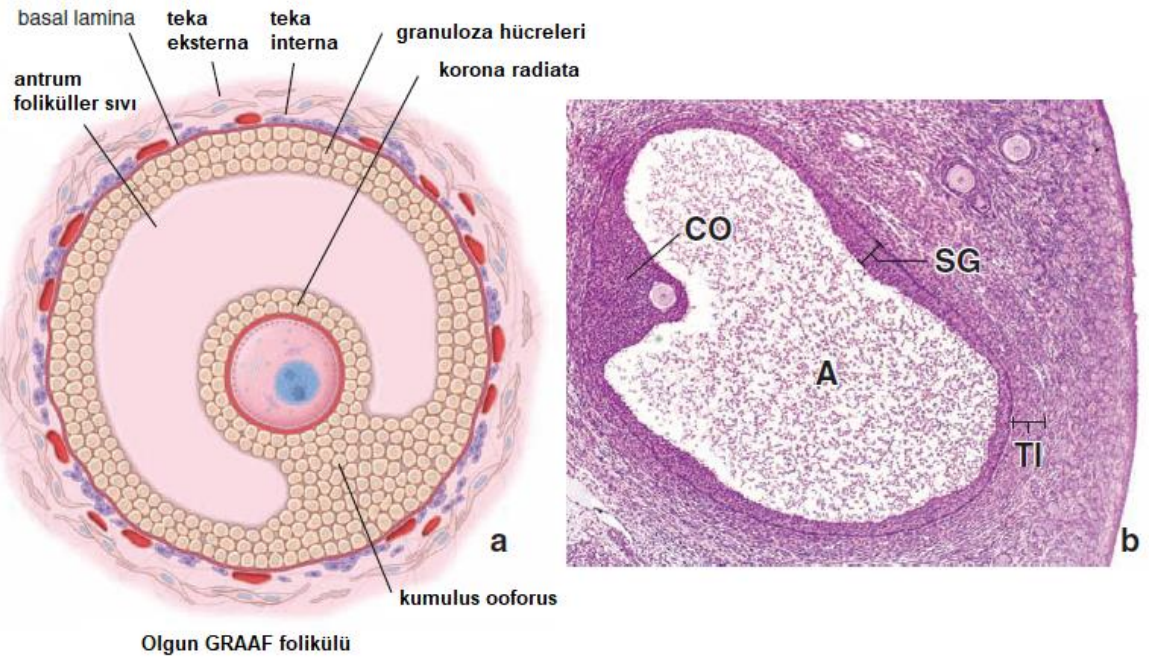 basal lamina
teka
eksterna
teka
interna
granuloza hücreleri
korona radiata
antrum
foliküller sıvı
CO
SG
A
TI
a
b
kumulus ooforus
Olgun GRAAF folikülü